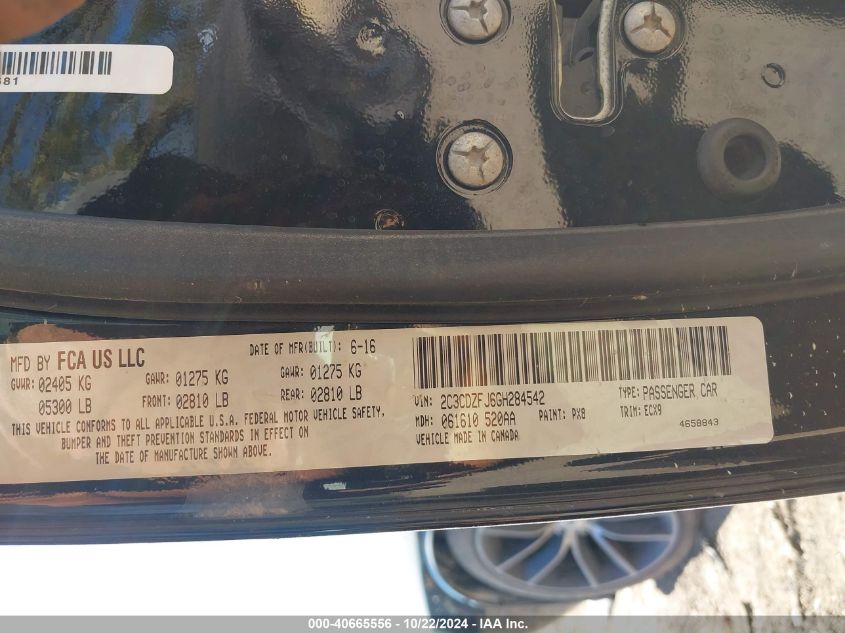 681
MFD BY FCA US LLC
DATE OF MFR(BUILT): 6-16
GVWR: 02405 KG GAWR: 01275 KG GAWR: 01275 KG
05300 LB FRONT: 02810 LB REAR: 02810 LB
THIS VEHICLE CONFORMS TO ALL APPLICABLE U.S.A. FEDERAL MOTOR VEHICLE SAFETY,
BUMPER AND THEFT PREVENTION STANDARDS IN EFFECT ON
THE DATE OF MANUFACTURE SHOWN ABOVE.
VIN: 2C3CDZFJ6GH284542 TYPE: PASSENGER CAR
MDH: 061610 520AA PAINT: PX8 TRIM: ECX9
VEHICLE MADE IN CANADA 4658843
000-40665556 - 10/22/2024 - IAA Inc.